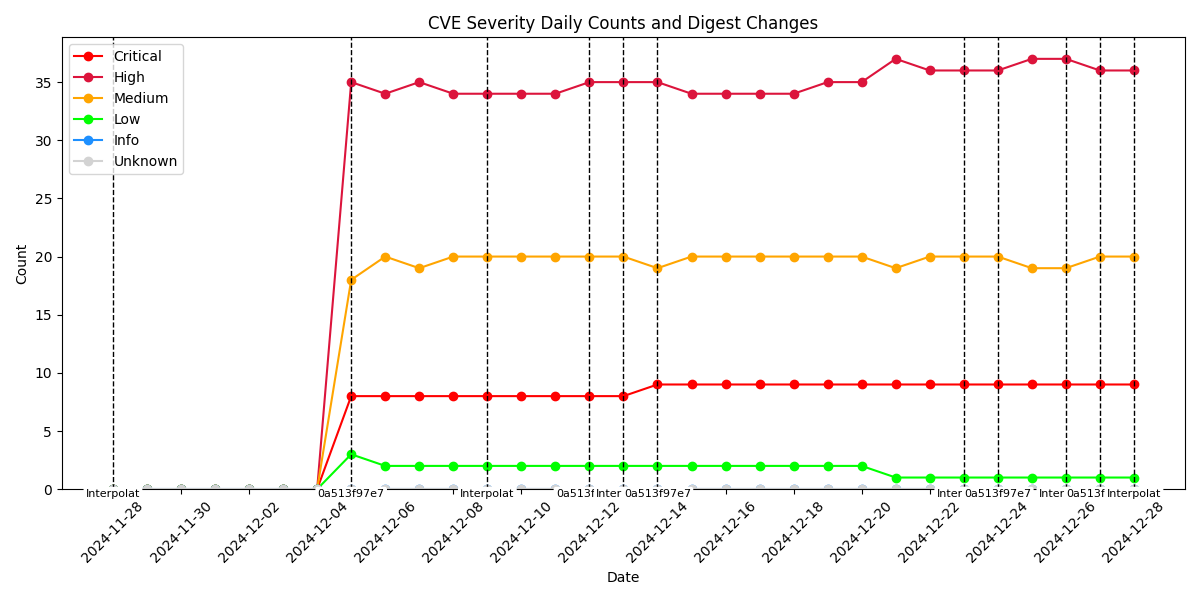 CVE Severity Daily Counts and Digest Changes
Critical
High
Medium
Low
Info
Unknown
Count
35
30
25
20
15
10
5
0
Interpolat
0a513f97e7
Interpolat
0a513f
Inter
0a513f97e7
Inter
0a513f97e7
Inter
0a513f
Interpolat
2024-11-28
2024-11-30
2024-12-02
2024-12-04
2024-12-06
2024-12-08
2024-12-10
2024-12-12
2024-12-14
2024-12-16
2024-12-18
2024-12-20
2024-12-22
2024-12-24
2024-12-26
2024-12-28
Date